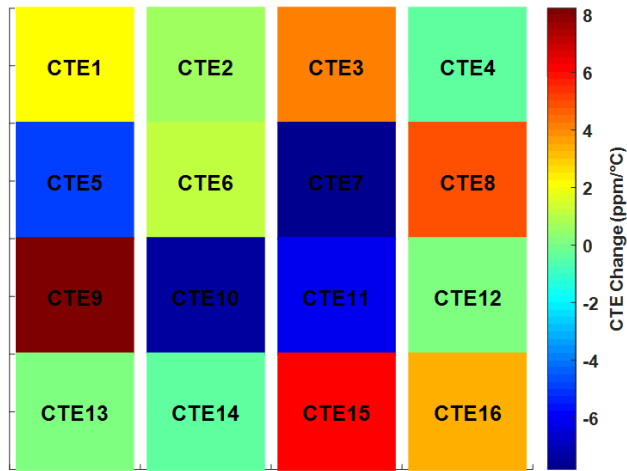 CTE1 CTE2 CTE3 CTE4
CTE5 CTE6 CTE7 CTE8
CTE9 CTE10 CTE11 CTE12
CTE13 CTE14 CTE15 CTE16
8
6
4
2
0
-2
-4
-6
CTE Change (ppm/°C)